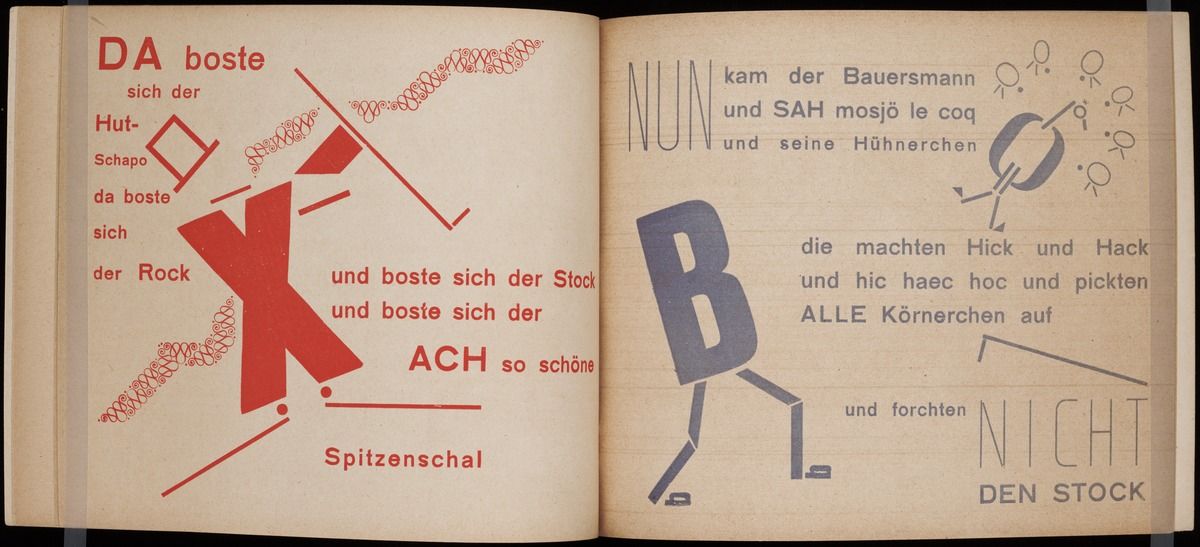 DA boste
sich der
Hut-
Schapo
da boste
sich
der Rock
und boste sich der Stock
und boste sich der
ACH so schöne
Spitzenschal
NUN kam der Bauersmann
und SAH mosjö le coq
und seine Hühnerchen
die machten Hick und Hack
und hic haec hoc und pickten
ALLE Körnerchen auf
und forchten NICHT
DEN STOCK